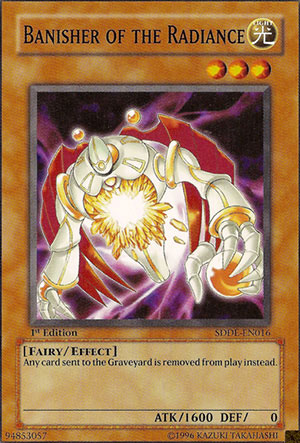 BANISHER OF THE RADIANCE
LIGHT
光
1st Edition
SDDE-EN016
[FAIRY/EFFECT]
Any card sent to the Graveyard is removed from play instead.
ATK/1600 DEF/ 0
94853057
©1996 KAZUKI TAKAHASHI